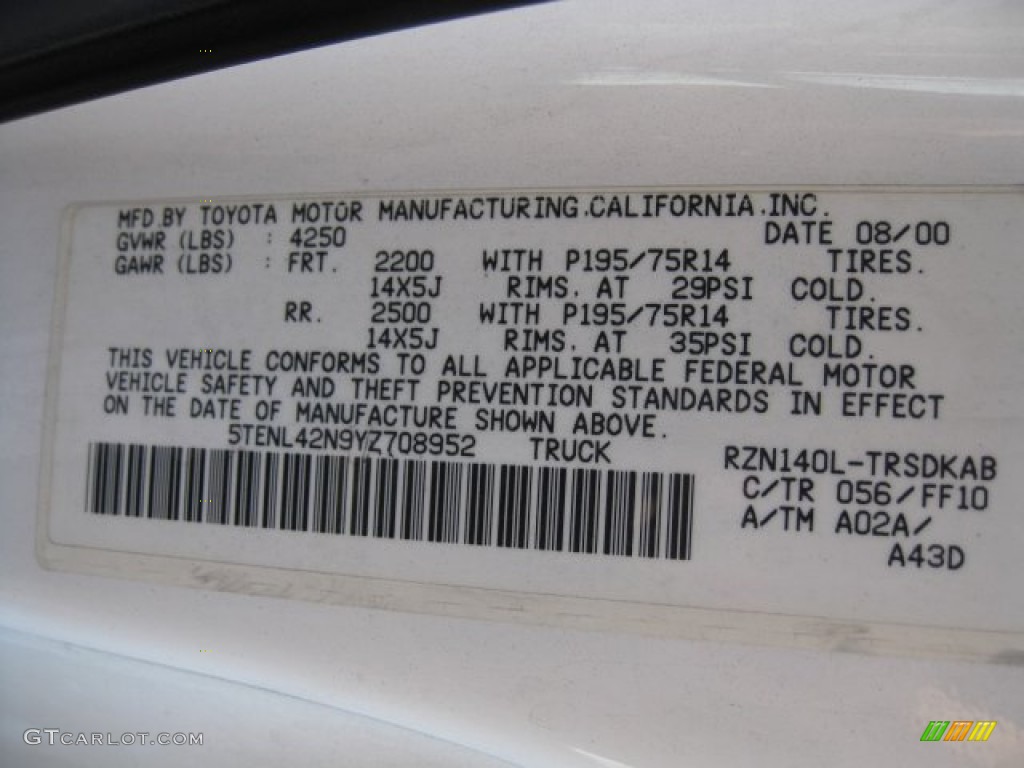 MFD.BY TOYOTA MOTOR MANUFACTURING.CALIFORNIA.INC.
GVWR (LBS) : 4250 DATE 08/00
GAWR (LBS) : FRT. 2200 WITH P195/75R14 TIRES.
14X5J RIMS. AT 29PSI COLD.
RR. 2500 WITH P195/75R14 TIRES.
14X5J RIMS. AT 35PSI COLD.
THIS VEHICLE CONFORMS TO ALL APPLICABLE FEDERAL MOTOR
VEHICLE SAFETY AND THEFT PREVENTION STANDARDS IN EFFECT
ON THE DATE OF MANUFACTURE SHOWN ABOVE.
5TENL42N9YZ708952 TRUCK RZN140L-TRSDKAB
C/TR 056/FF10
A/TM A02A/
A43D
GTCARLOT.COM